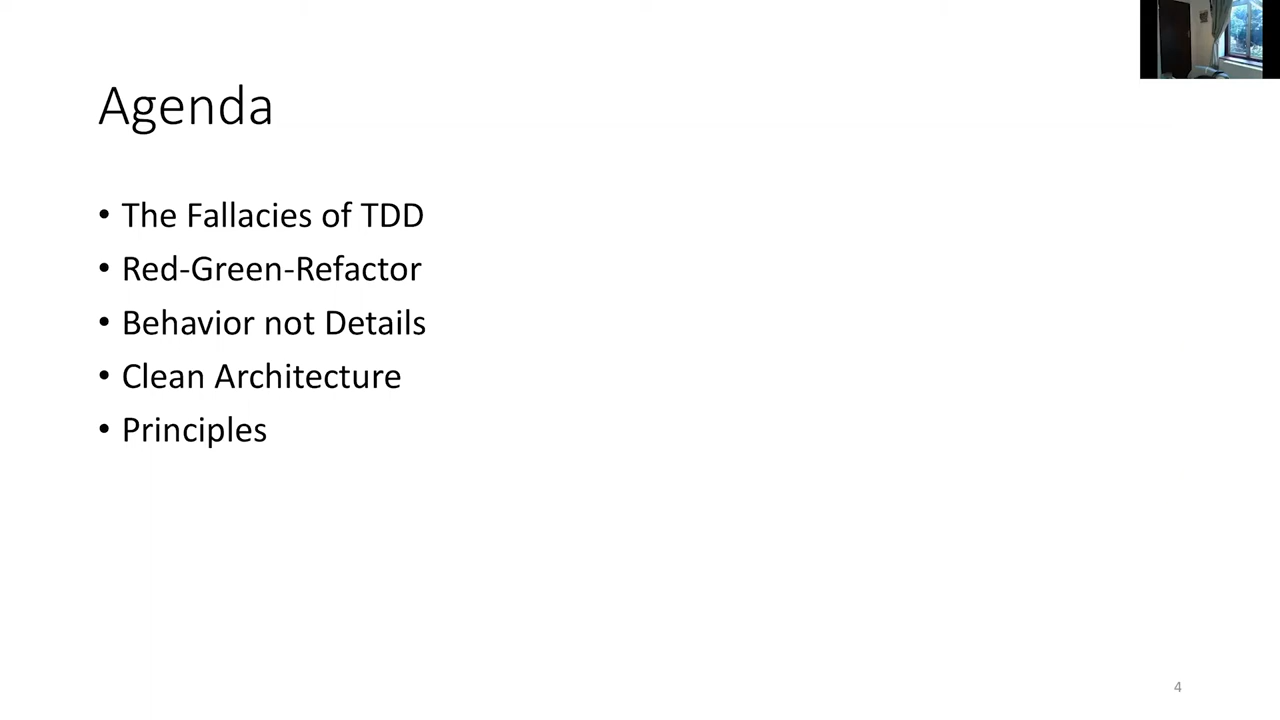 Agenda
• The Fallacies of TDD
• Red-Green-Refactor
• Behavior not Details
• Clean Architecture
• Principles
4